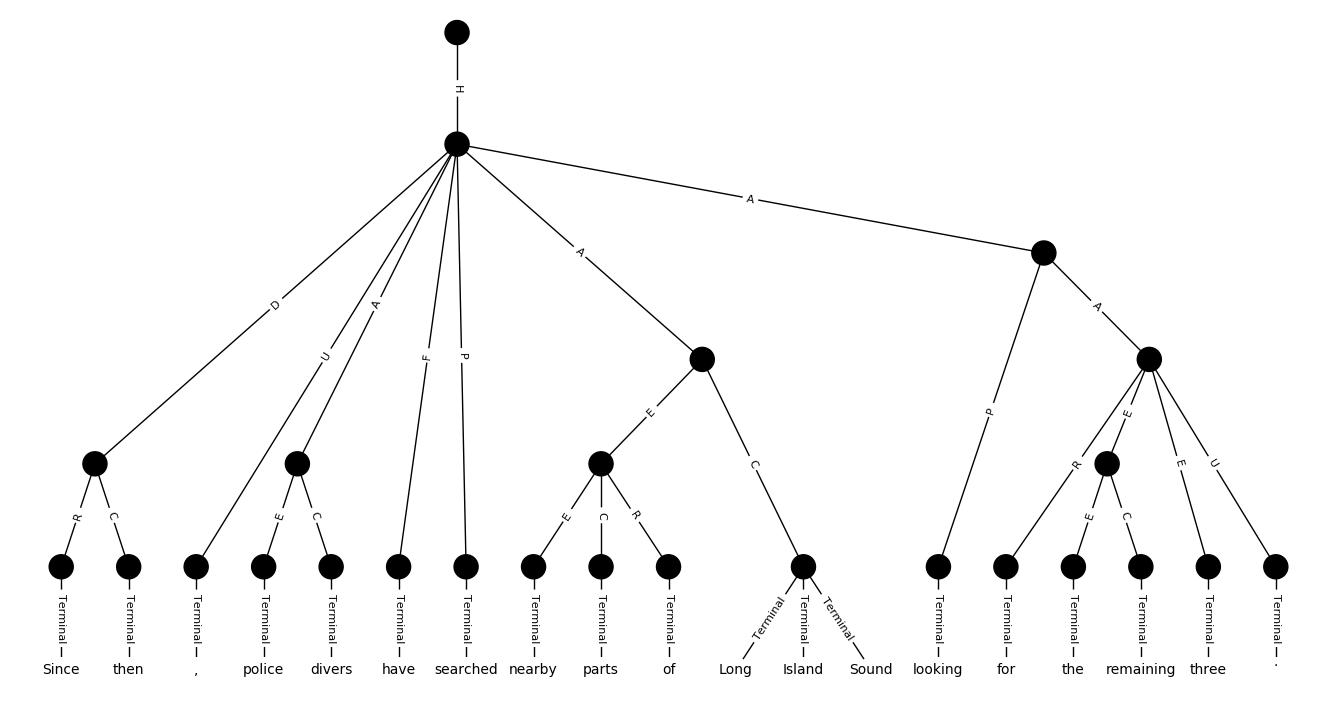 H
A
D
A
A
A
U
F
P
E
P
E
C
R
E
U
R
C
E
C
E
C
R
E
C
Terminal Terminal Terminal Terminal Terminal Terminal Terminal Terminal Terminal Terminal Terminal Terminal Terminal Terminal Terminal Terminal Terminal Terminal Terminal
Since then , police divers have searched nearby parts of Long Island Sound looking for the remaining three .